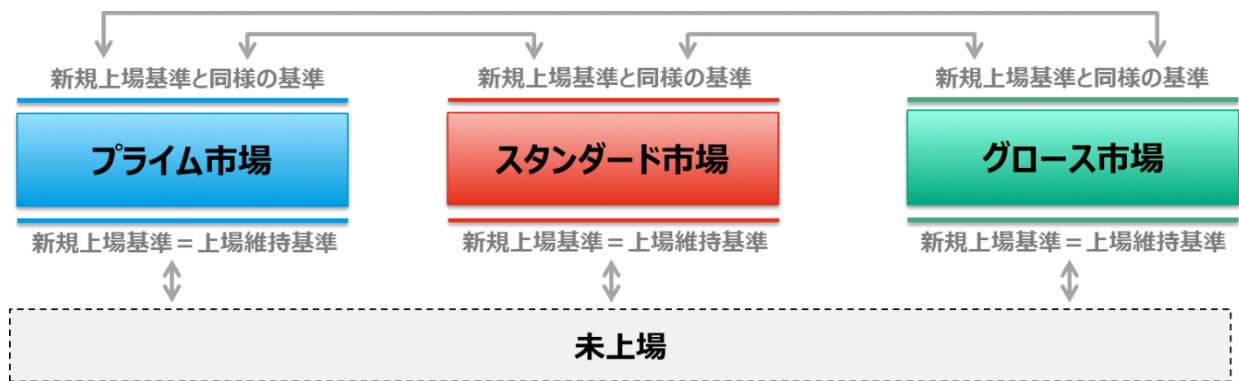 新規上場基準と同様の基準
新規上場基準と同様の基準
新規上場基準と同様の基準
プライム市場
スタンダード市場
グロース市場
新規上場基準＝上場維持基準
新規上場基準＝上場維持基準
新規上場基準＝上場維持基準
未上場